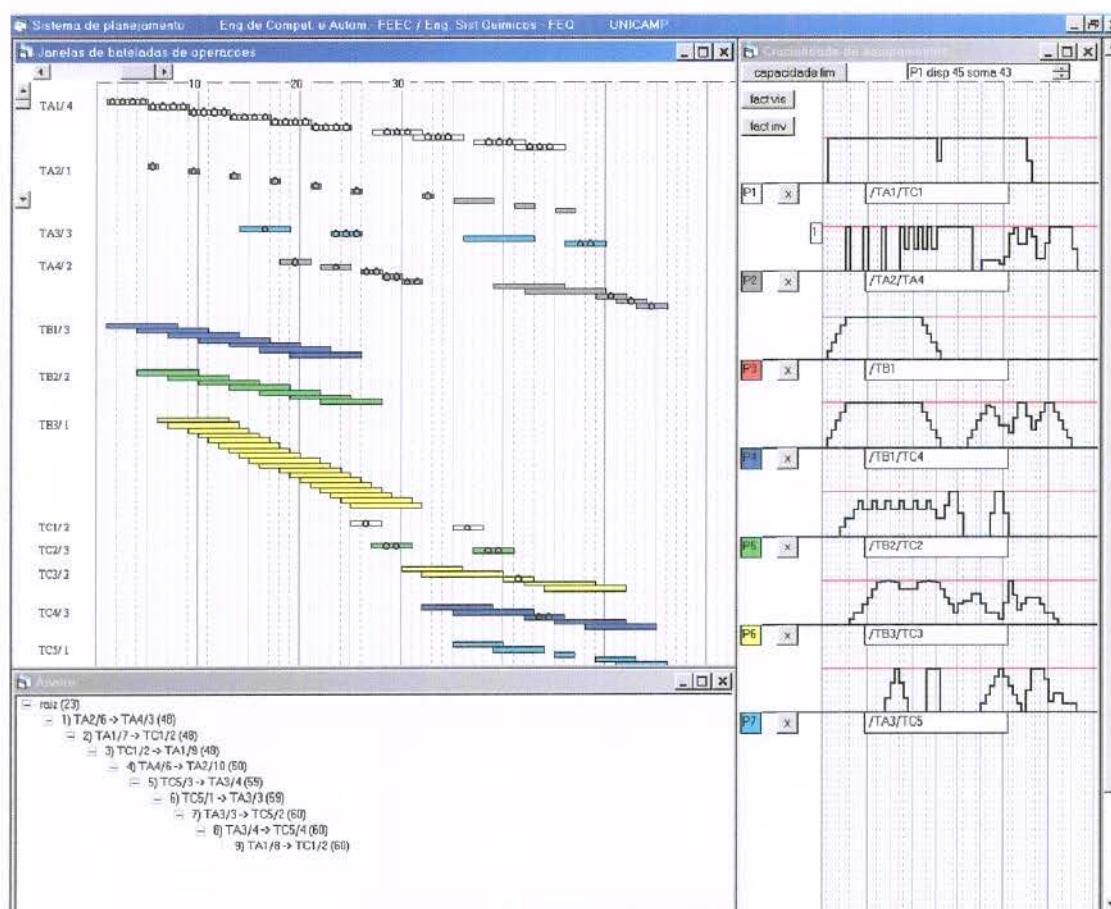 Sistema de planejamento Eng de Comput. e Autom.- FEEC / Eng. Sist Químicos - FEQ UNICAMP
Janelas de bateladas de operacoes
10 20 30
TA1/4
TA2/1
TA3/3
TA4/2
TB1/3
TB2/2
TB3/1
TC1/2
TC2/3
TC3/2
TC4/3
TC5/1
raiz (23)
1) TA2/6 -> TA4/3 (48)
2) TA1/7 -> TC1/2 (48)
3) TC1/2 -> TA1/9 (48)
4) TA4/6 -> TA2/10 (50)
5) TC5/3 -> TA3/4 (55)
6) TC5/1 -> TA3/3 (59)
7) TA3/3 -> TC5/2 (60)
8) TA3/4 -> TC5/4 (60)
9) TA1/8 -> TC1/2 (60)
Crucialidade de equipamentos
capacidade lim P1 disp 45 soma 43
fact vis
fact inv
P1 x /TA1/TC1
1
P2 x /TA2/TA4
P3 x /TB1
P4 x /TB1/TC4
P5 x /TB2/TC2
P6 x /TB3/TC3
P7 x /TA3/TC5